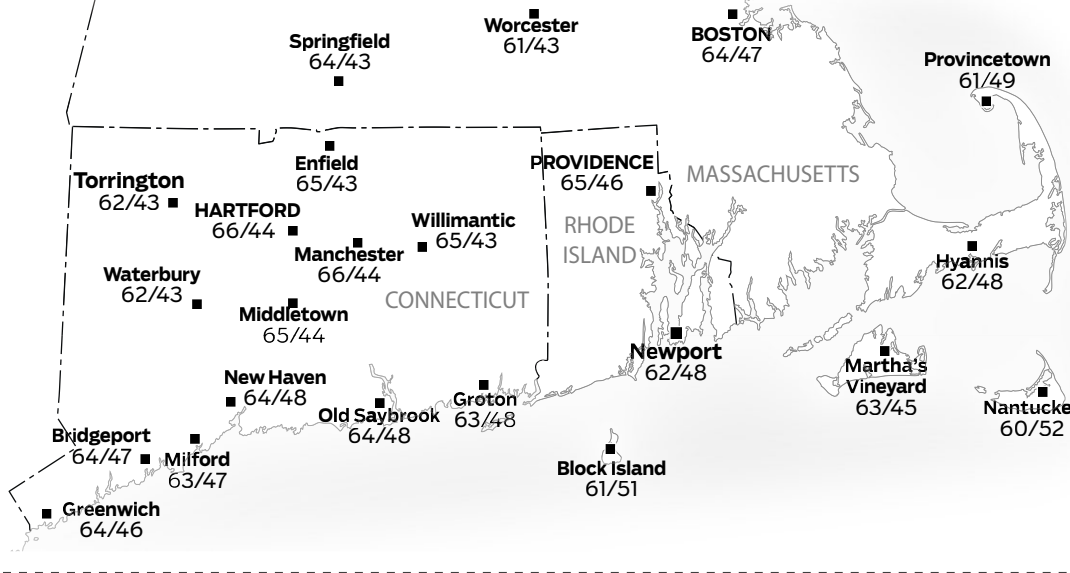 Worcester
61/43
BOSTON
64/47
Springfield
64/43
Provincetown
61/49
Enfield
65/43
PROVIDENCE
65/46
MASSACHUSETTS
Torrington
62/43
HARTFORD
66/44
Willimantic
65/43
RHODE
ISLAND
Manchester
66/44
Hyannis
62/48
Waterbury
62/43
CONNECTICUT
Middletown
65/44
Newport
62/48
Martha's
Vineyard
63/45
New Haven
64/48
Old Saybrook
64/48
Groton
63/48
Nantucke
60/52
Bridgeport
64/47
Milford
63/47
Block Island
61/51
Greenwich
64/46